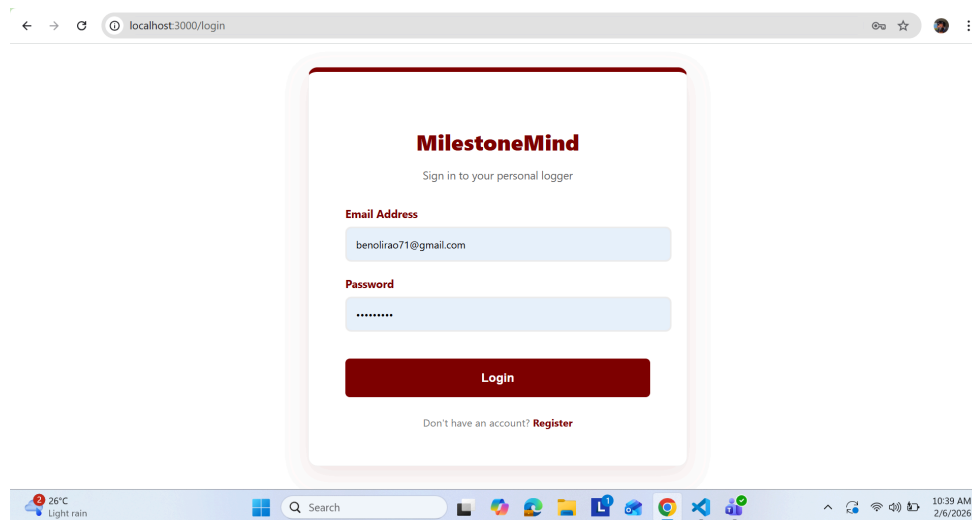 localhost:3000/login
MilestoneMind
Sign in to your personal logger
Email Address
benolirao71@gmail.com
Password
•••••••••
Login
Don't have an account? Register
2
26°C
Light rain
Search
10:39 AM
2/6/2026